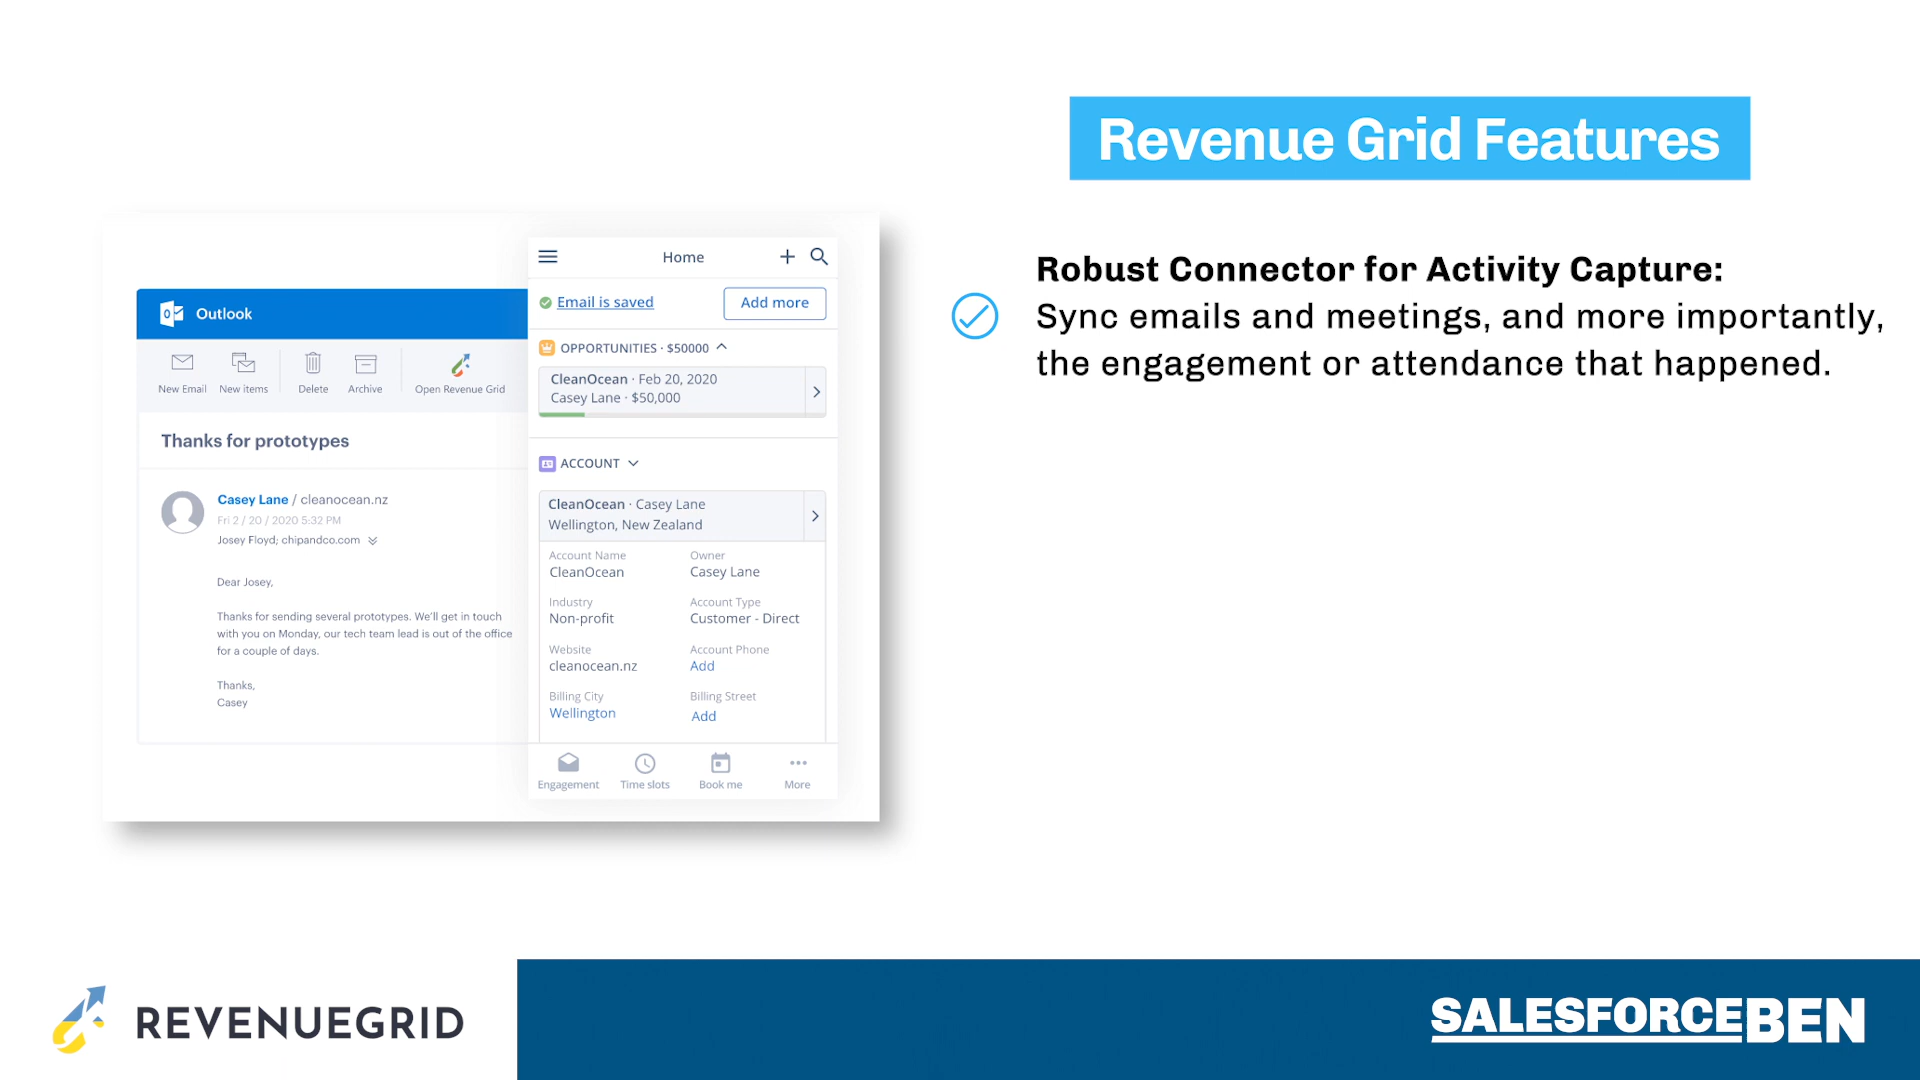 Revenue Grid Features
Robust Connector for Activity Capture:
Sync emails and meetings, and more importantly,
the engagement or attendance that happened.
Outlook
New Email
New items
Delete
Archive
Open Revenue Grid
Thanks for prototypes
Casey Lane / cleanocean.nz
Fri 2 / 20 / 2020 5:32 PM
Josey Floyd; chipandco.com
Dear Josey,
Thanks for sending several prototypes. We'll get in touch
with you on Monday, our tech team lead is out of the office
for a couple of days.
Thanks,
Casey
Home
Email is saved
Add more
OPPORTUNITIES · $50000
CleanOcean · Feb 20, 2020
Casey Lane · $50,000
ACCOUNT
CleanOcean · Casey Lane
Wellington, New Zealand
Account Name
CleanOcean
Owner
Casey Lane
Industry
Non-profit
Account Type
Customer - Direct
Website
cleanocean.nz
Account Phone
Add
Billing City
Wellington
Billing Street
Add
Engagement
Time slots
Book me
More
REVENUEGRID
SALESFORCEBEN